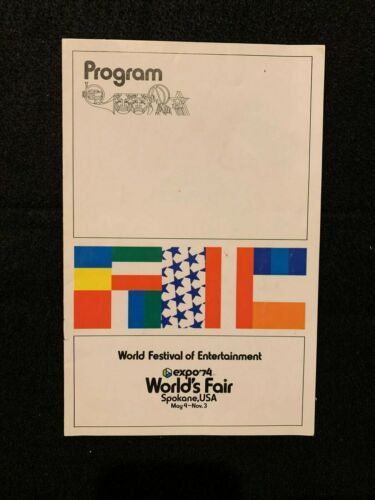 Program
World Festival of Entertainment
expo'74
World's Fair
Spokane, USA
May 4-Nov. 3